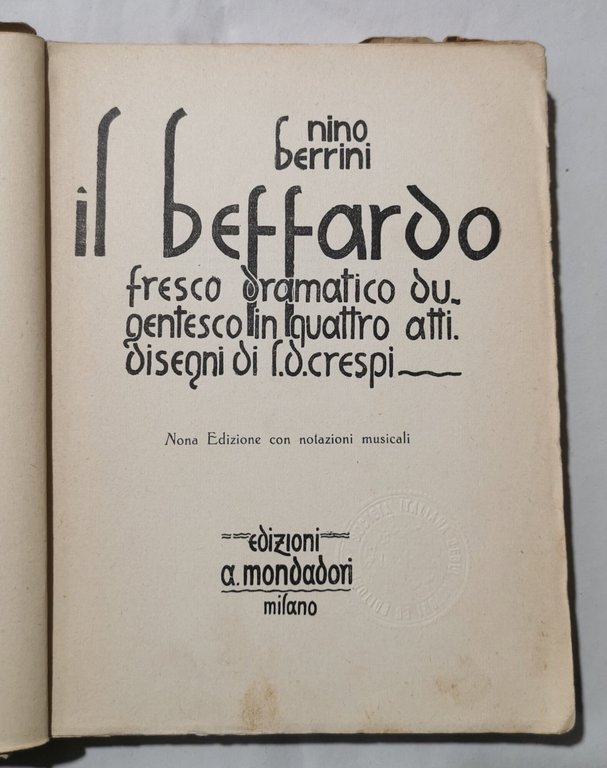 nino
berrini
il beffardo
fresco dramatico du-
gentesco in quattro atti.
disegni di l.d.crespi
Nona Edizione con notazioni musicali
edizioni
a. mondadori
milano